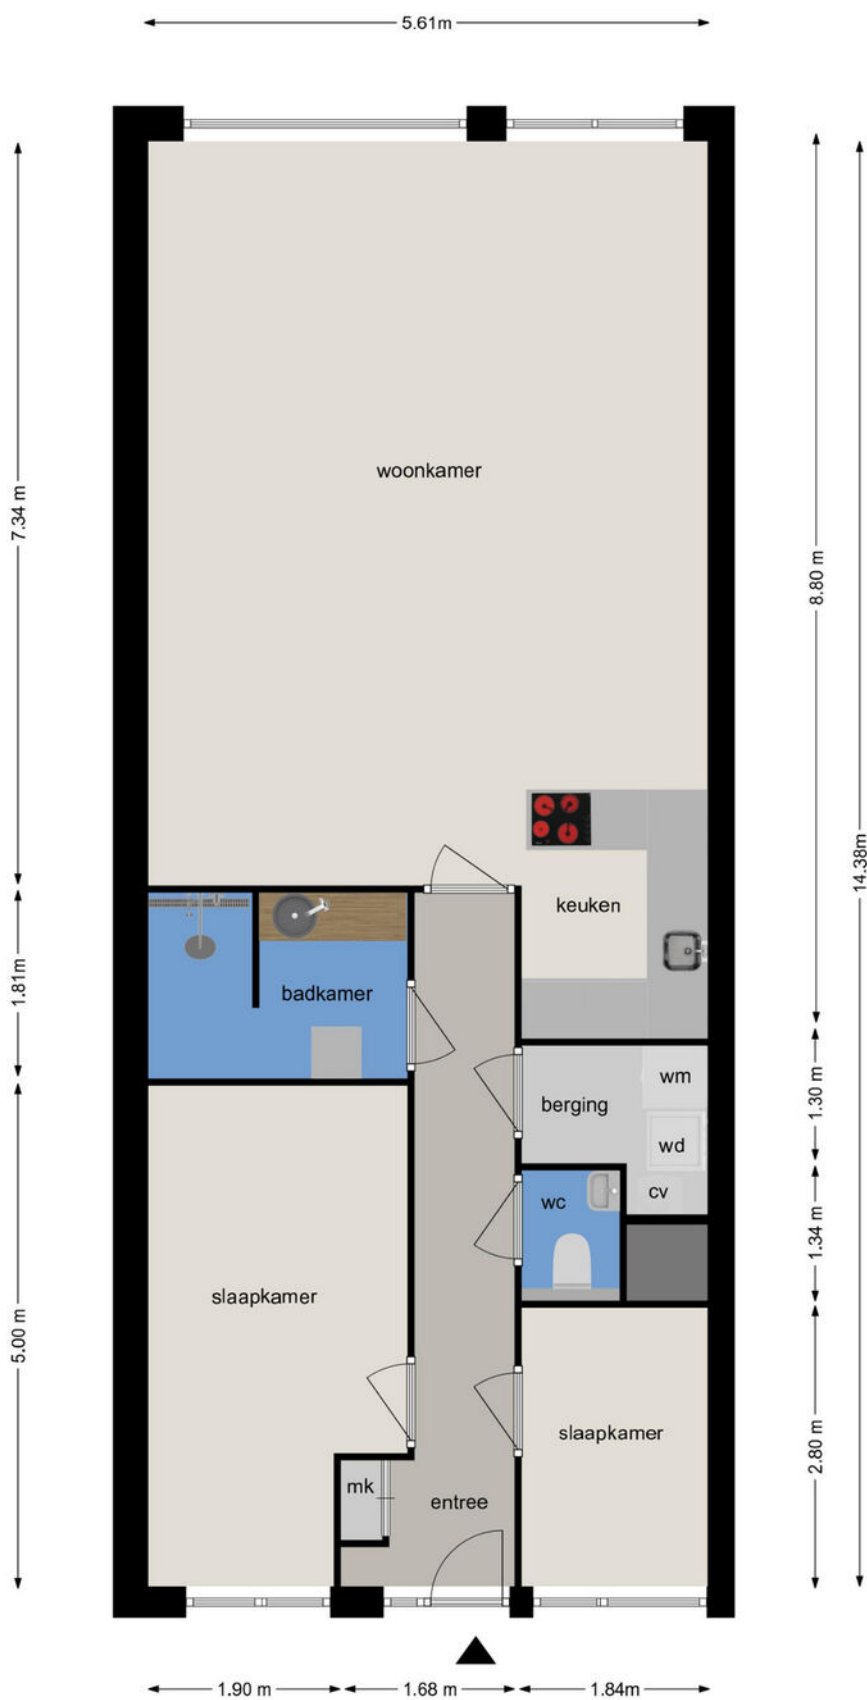 5.61m
7.34 m
8.80 m
14.38m
woonkamer
keuken
1.81m
badkamer
berging
wm
wd
cv
1.30 m
wc
1.34 m
slaapkamer
5.00 m
slaapkamer
2.80 m
mk
entree
1.90 m
1.68 m
1.84m